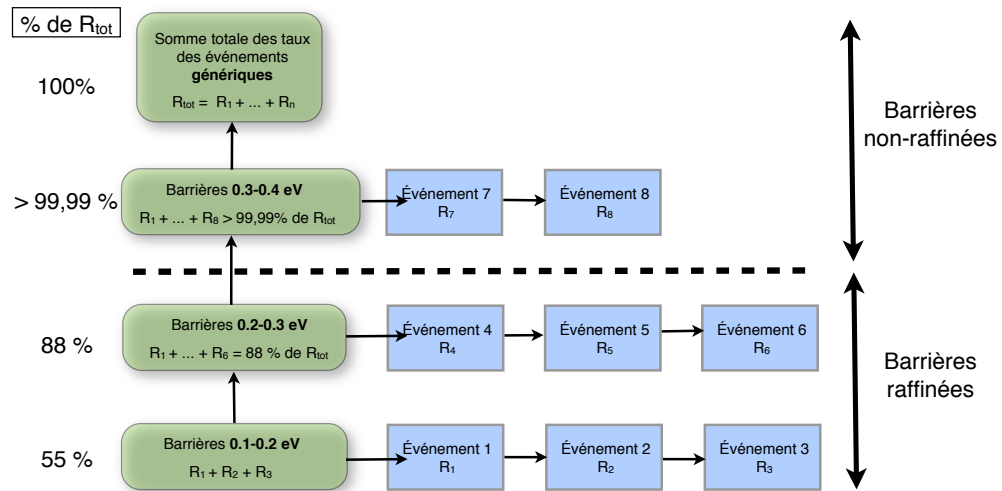 % de Rtot
Somme totale des taux
des événements
génériques
Rtot = R1 + ... + Rn
100%
Barrières
non-raffinées
> 99,99 %
Barrières 0.3-0.4 eV
R1 + ... + R8 > 99,99% de Rtot
Événement 7
R7
Événement 8
R8
88 %
Barrières 0.2-0.3 eV
R1 + ... + R6 = 88 % de Rtot
Événement 4
R4
Événement 5
R5
Événement 6
R6
Barrières
raffinées
55 %
Barrières 0.1-0.2 eV
R1 + R2 + R3
Événement 1
R1
Événement 2
R2
Événement 3
R3